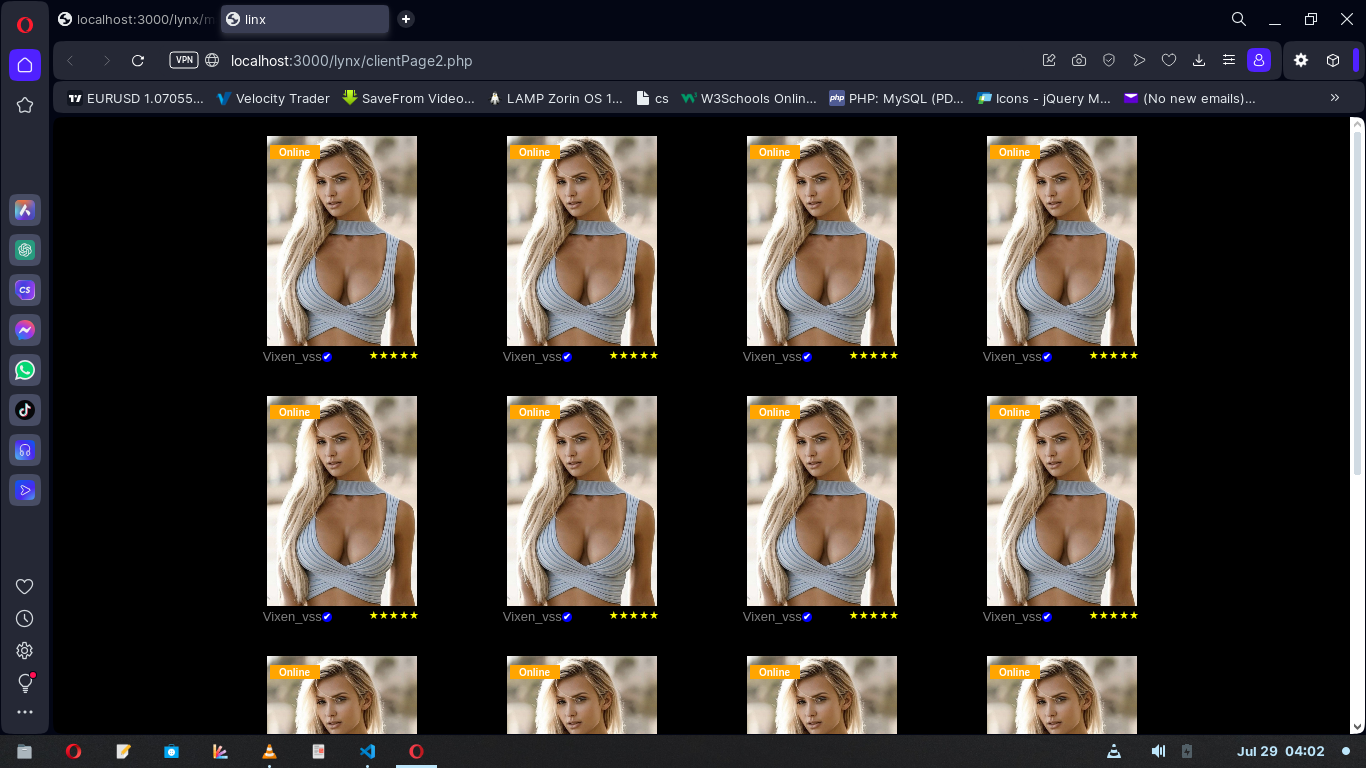 localhost:3000/lynx/m
linx
VPN
localhost:3000/lynx/clientPage2.php
EURUSD 1.07055...
Velocity Trader
SaveFrom Video...
LAMP Zorin OS 1...
cs
W3Schools Onlin...
php
PHP: MySQL (PD...
Icons - jQuery M...
(No new emails)...
Online Online Online Online
Vixen_vss ★★★★★ Vixen_vss ★★★★★ Vixen_vss ★★★★★ Vixen_vss ★★★★★
CS
Online Online Online Online
Vixen_vss ★★★★★ Vixen_vss ★★★★★ Vixen_vss ★★★★★ Vixen_vss ★★★★★
Online Online Online Online
Jul 29 04:02